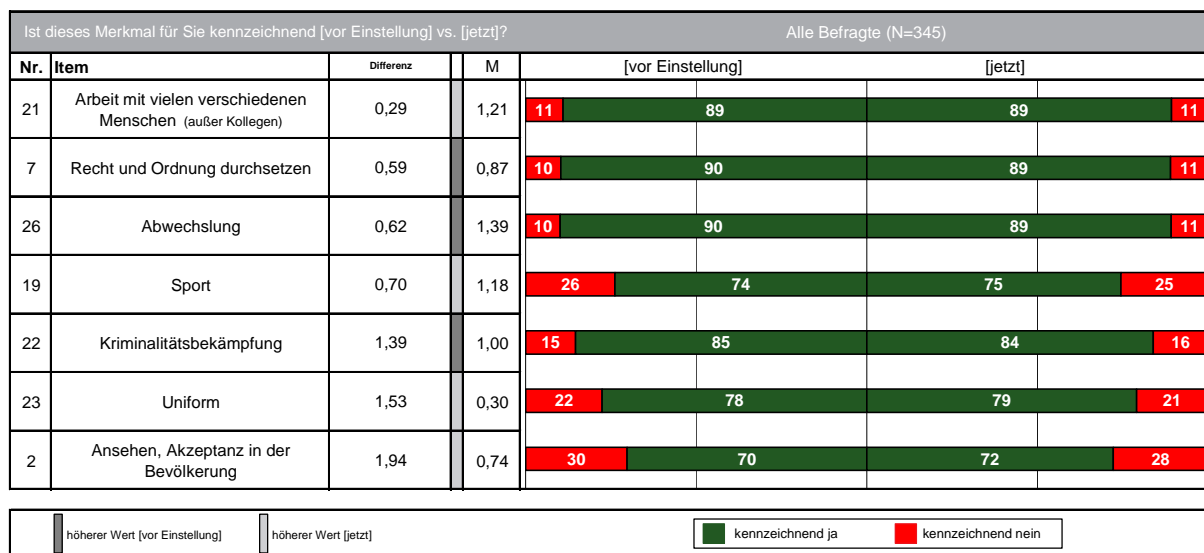 Ist dieses Merkmal für Sie kennzeichnend [vor Einstellung] vs. [jetzt]? Alle Befragte (N=345)
Nr. Item Differenz M [vor Einstellung] [jetzt]
21 Arbeit mit vielen verschiedenen Menschen (außer Kollegen) 0,29 1,21 11 89 89 11
7 Recht und Ordnung durchsetzen 0,59 0,87 10 90 89 11
26 Abwechslung 0,62 1,39 10 90 89 11
19 Sport 0,70 1,18 26 74 75 25
22 Kriminalitätsbekämpfung 1,39 1,00 15 85 84 16
23 Uniform 1,53 0,30 22 78 79 21
2 Ansehen, Akzeptanz in der Bevölkerung 1,94 0,74 30 70 72 28
höherer Wert [vor Einstellung] höherer Wert [jetzt] kennzeichnend ja kennzeichnend nein